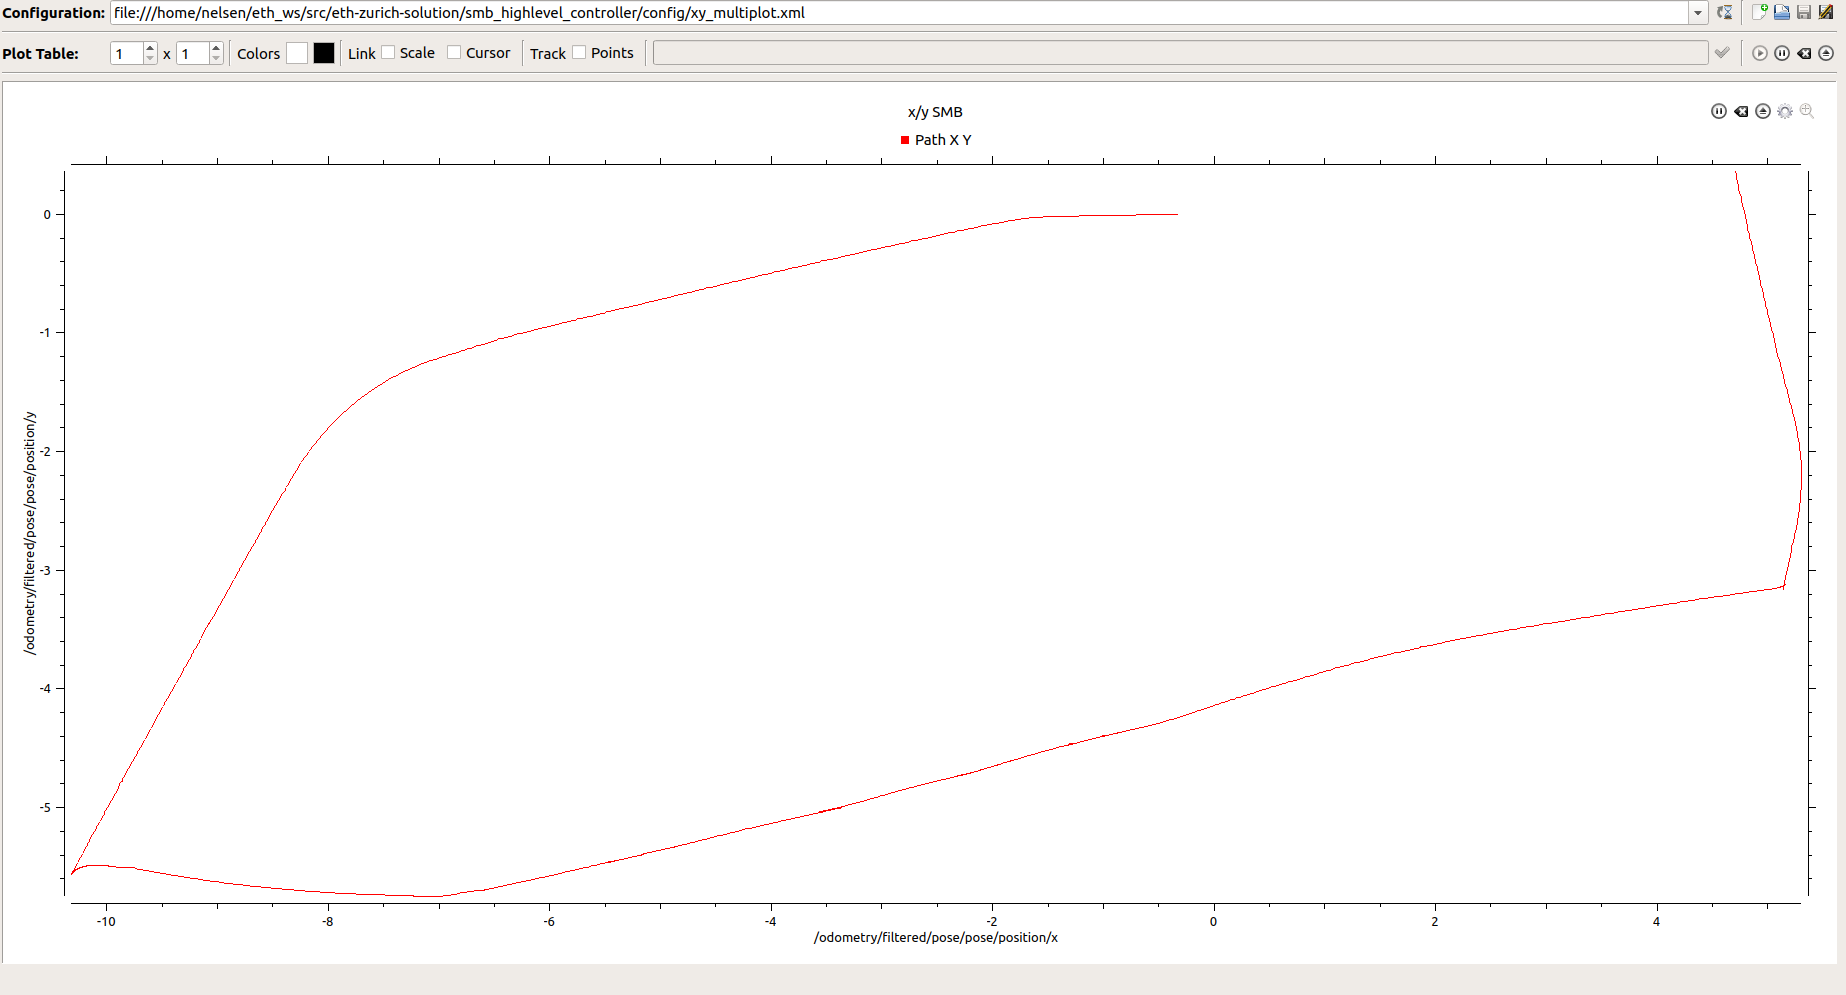 Configuration: file:///home/nelsen/eth_ws/src/eth-zurich-solution/smb_highlevel_controller/config/xy_multiplot.xml
Plot Table: 1 x 1 Colors Link Scale Cursor Track Points
x/y SMB
Path X Y
0
-1
-2
-3
-4
-5
/odometry/filtered/pose/pose/position/y
-10 -8 -6 -4 -2 0 2 4
/odometry/filtered/pose/pose/position/x